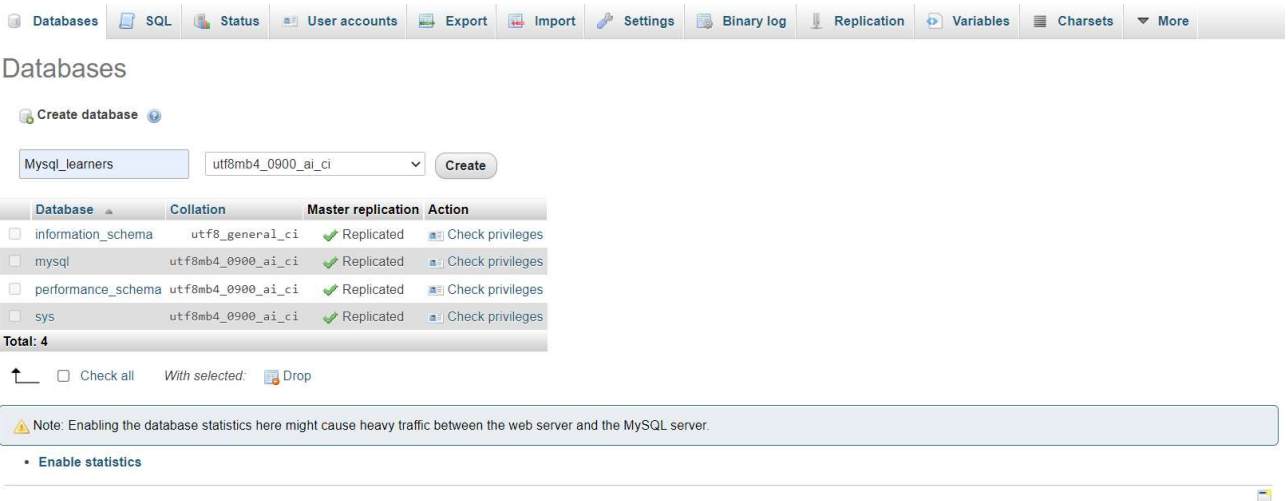 Databases SQL Status User accounts Export Import Settings Binary log Replication Variables Charsets More
Databases
Create database
Mysql_learners utf8mb4_0900_ai_ci Create
Database Collation Master replication Action
information_schema utf8_general_ci Replicated Check privileges
mysql utf8mb4_0900_ai_ci Replicated Check privileges
performance_schema utf8mb4_0900_ai_ci Replicated Check privileges
sys utf8mb4_0900_ai_ci Replicated Check privileges
Total: 4
Check all With selected: Drop
Note: Enabling the database statistics here might cause heavy traffic between the web server and the MySQL server.
• Enable statistics